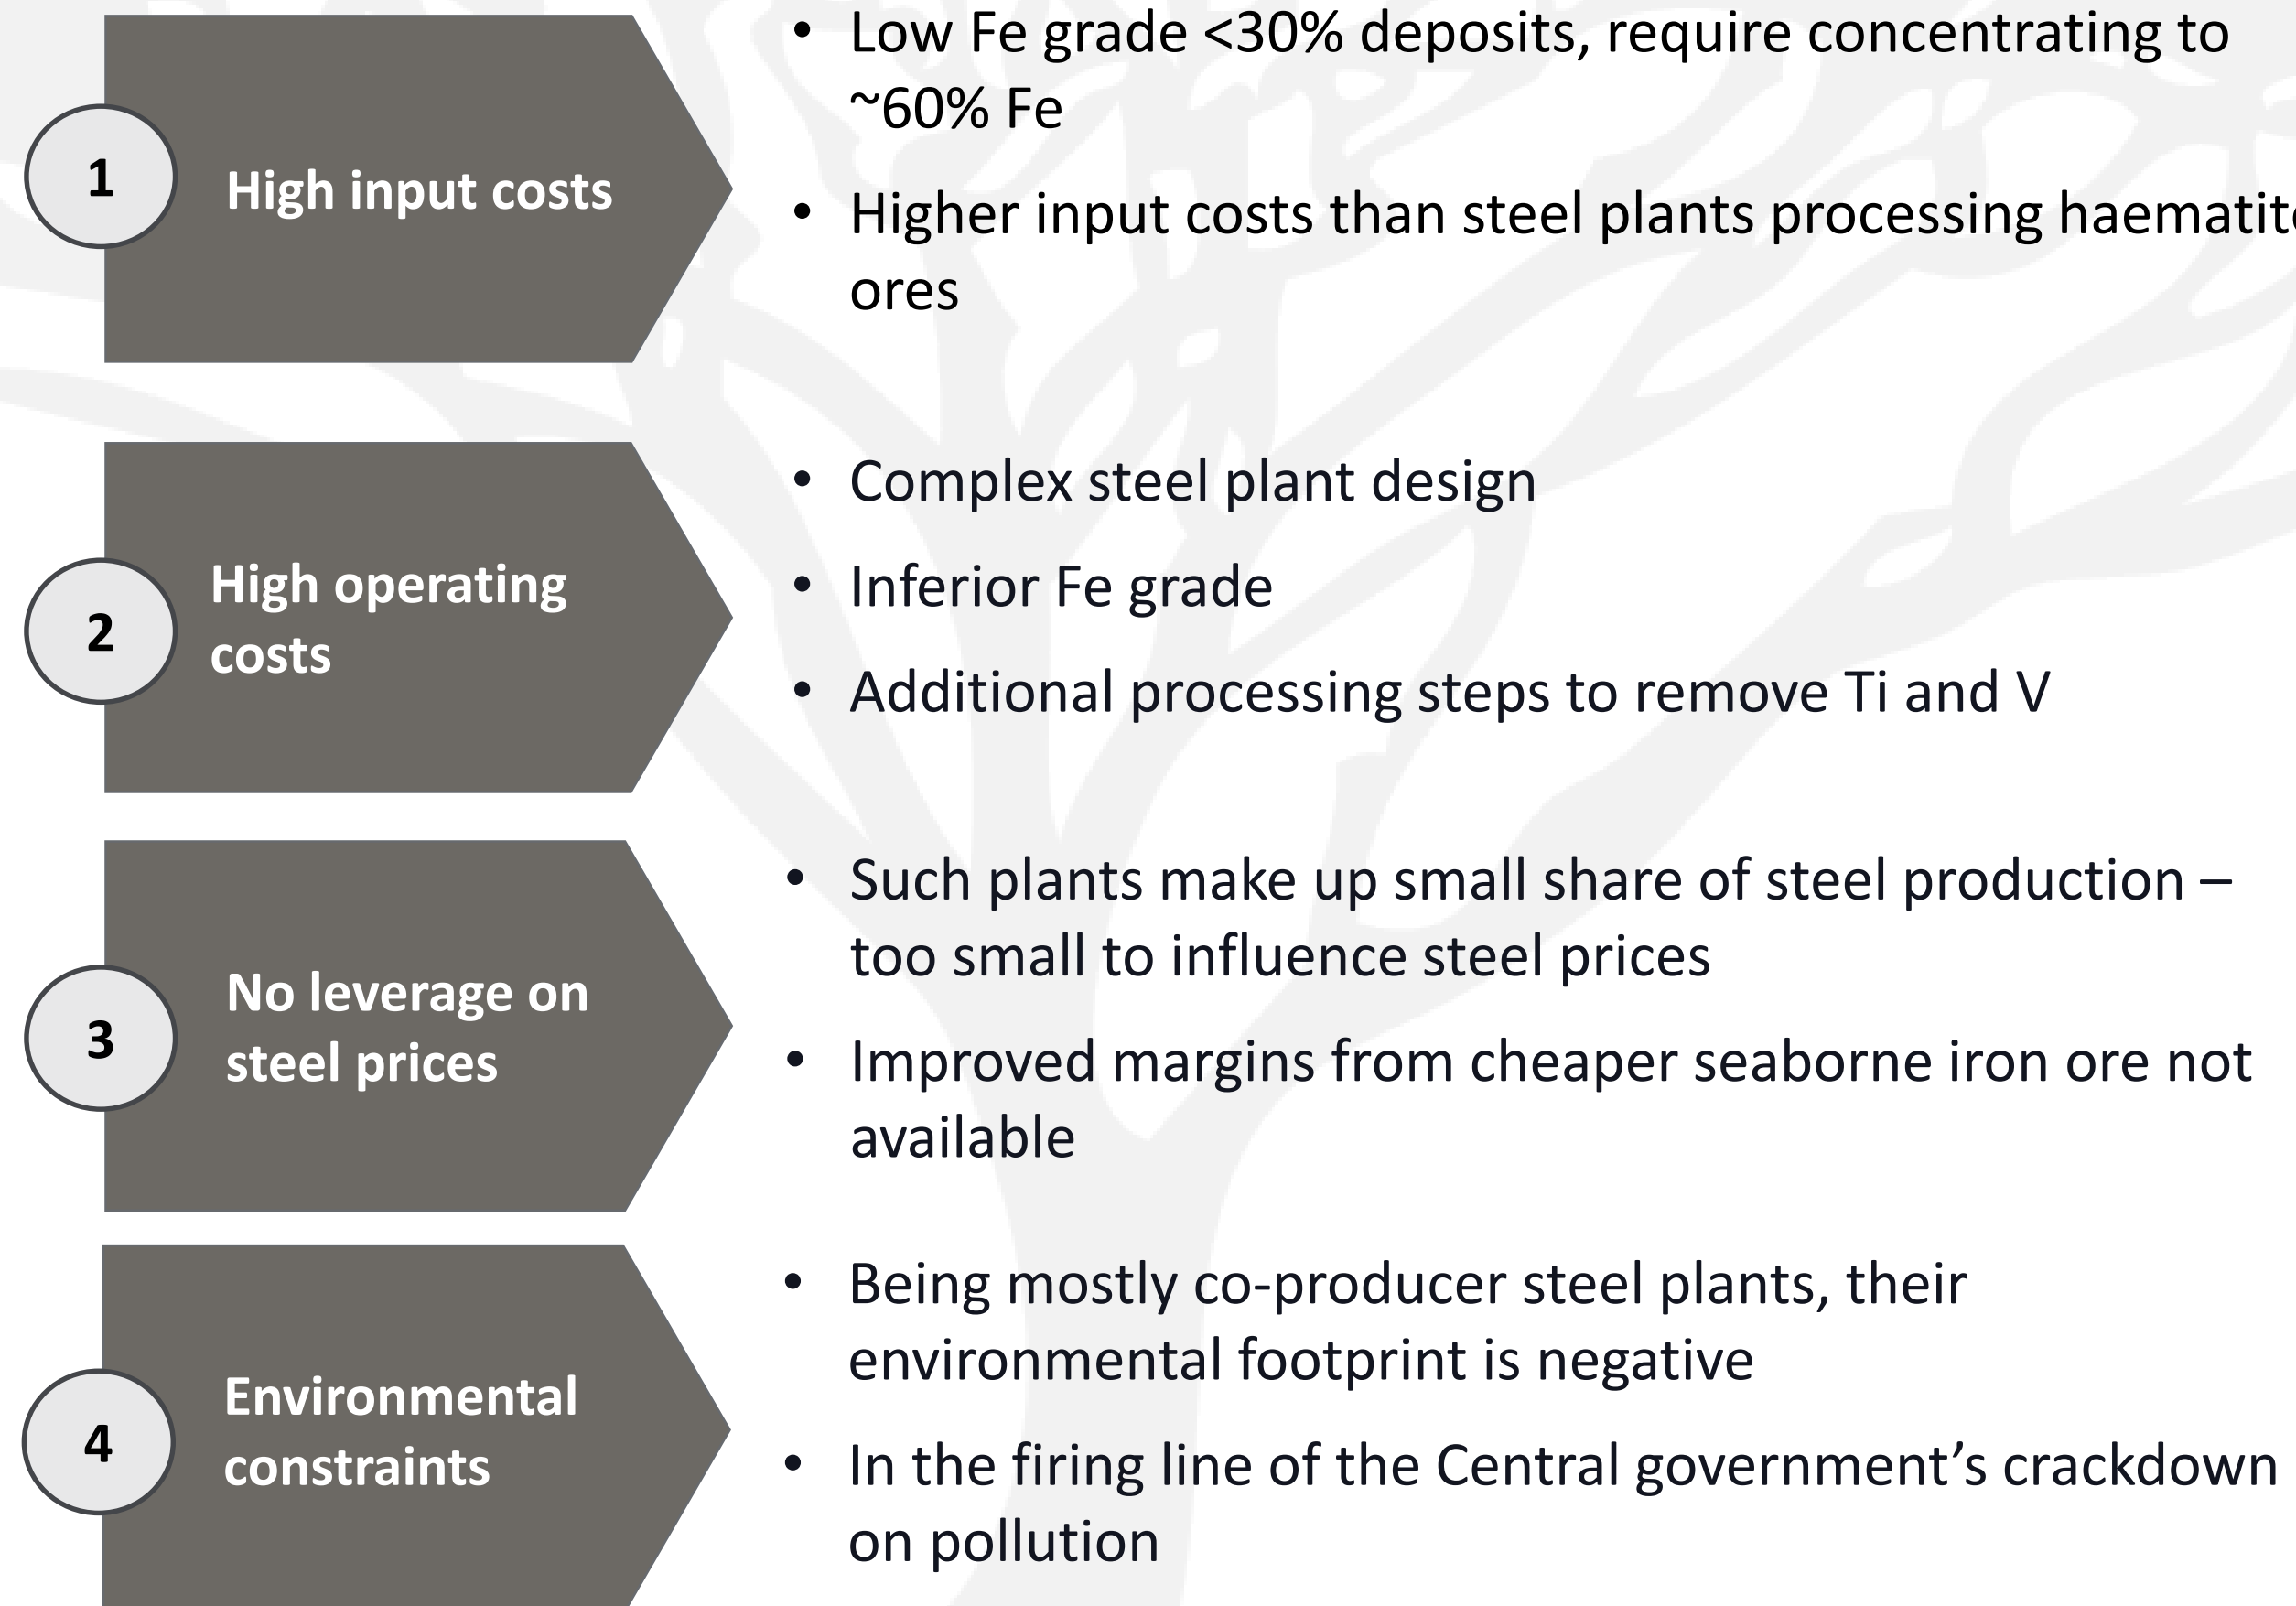 1
High input costs
• Low Fe grade <30% deposits, require concentrating to
~60% Fe
• Higher input costs than steel plants processing
ores
2
High operating
costs
• Complex steel plant design
• Inferior Fe grade
• Additional processing steps to remove Ti and V
3
No leverage on
steel prices
• Such plants make up small share of steel production –
too small to influence steel prices
• Improved margins from cheaper seaborne iron ore not
available
4
Environmental
constraints
• Being mostly co-producer steel plants, their
environmental footprint is negative
• In the firing line of the Central government’s crackdown
on pollution